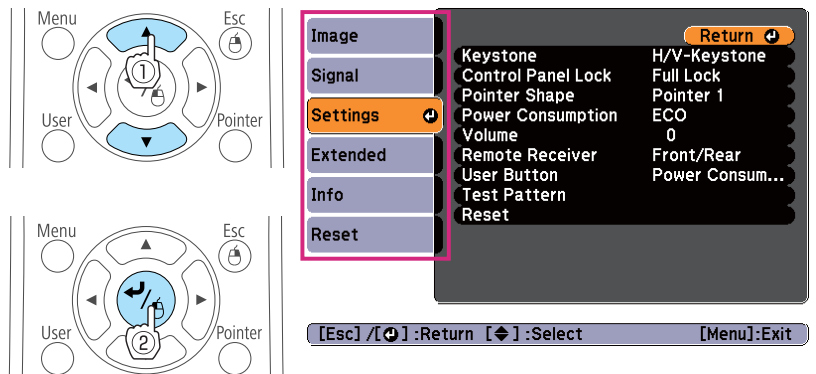 Menu
Esc
①
User
Pointer
Menu
Esc
User
Pointer
②
Image
Signal
Settings
Extended
Info
Reset
Return
Keystone H/V-Keystone
Control Panel Lock Full Lock
Pointer Shape Pointer 1
Power Consumption ECO
Volume 0
Remote Receiver Front/Rear
User Button Power Consum...
Test Pattern
Reset
[Esc] /[⏎] :Return [◆] :Select [Menu]:Exit